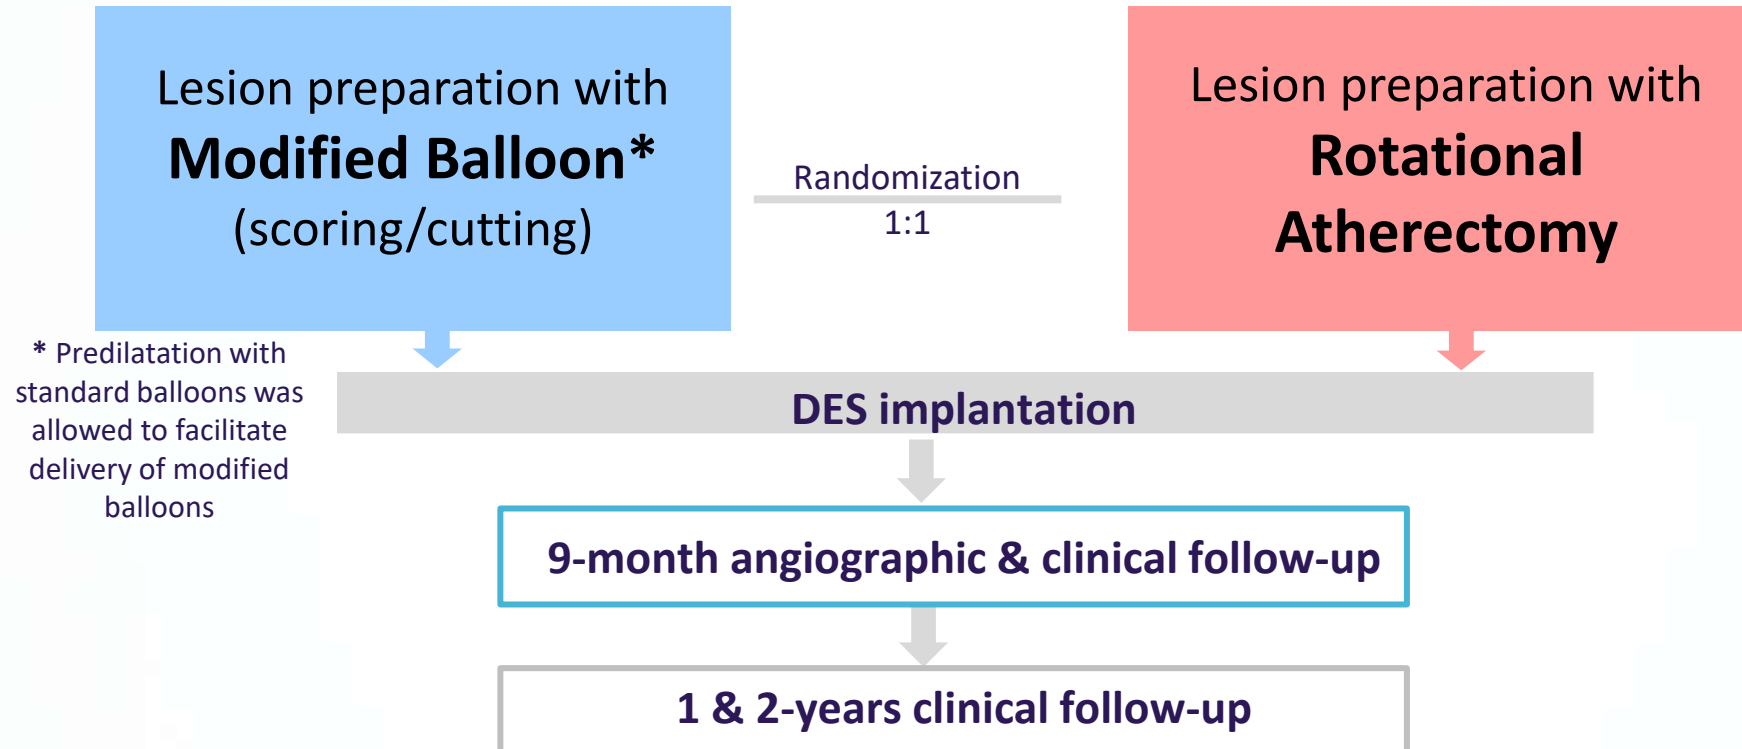 Lesion preparation with
Modified Balloon*
(scoring/cutting)
Randomization
1:1
Lesion preparation with
Rotational
Atherectomy
* Predilatation with
standard balloons was
allowed to facilitate
delivery of modified
balloons
DES implantation
9-month angiographic & clinical follow-up
1 & 2-years clinical follow-up